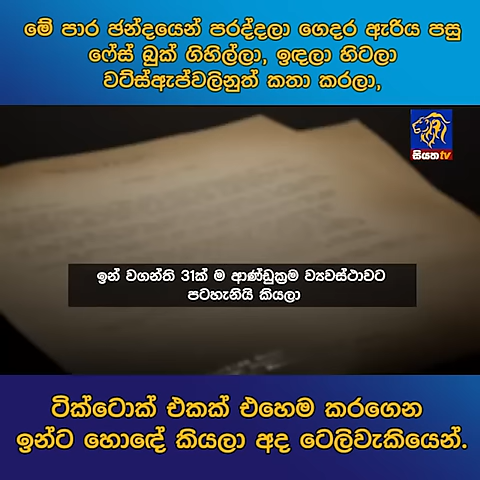 මේ පාර ඡන්දයෙන් පරද්දලා ගෙදර ඇරිය පසු
ෆේස් බුක් ගිහිල්ලා, ඉඳලා හිටලා
වට්ස්ඇප්වලිනුත් කතා කරලා,
සියත tv
ඉන් වගන්ති 31ක් ම ආණ්ඩුක්‍රම ව්‍යවස්ථාවට
පටහැනියි කියලා
ටික්ටොක් එකක් එහෙම කරගෙන
ඉන්ට හොඳේ කියලා අද ටෙලිවැකියෙන්.